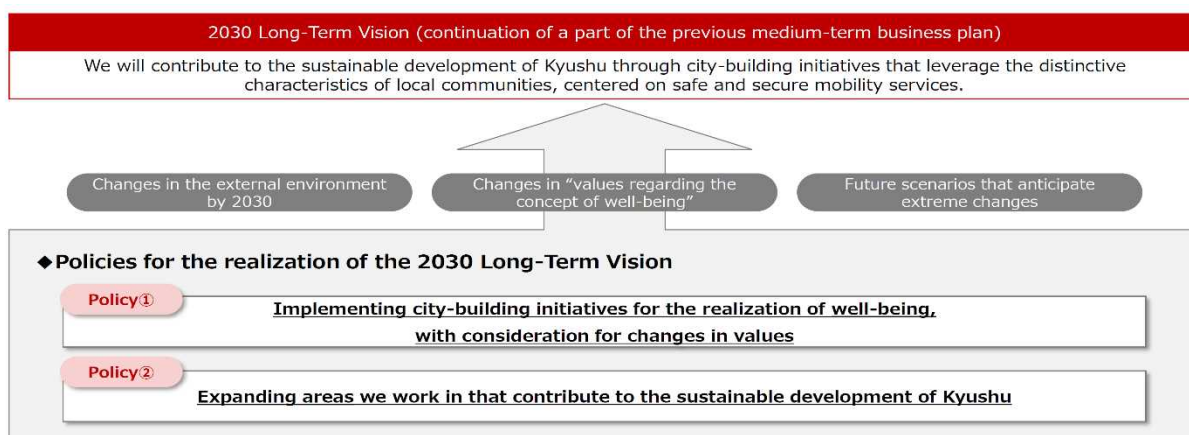 2030 Long-Term Vision (continuation of a part of the previous medium-term business plan)
We will contribute to the sustainable development of Kyushu through city-building initiatives that leverage the distinctive
characteristics of local communities, centered on safe and secure mobility services.
Changes in the external environment
by 2030
Changes in “values regarding the
concept of well-being”
Future scenarios that anticipate
extreme changes
◆Policies for the realization of the 2030 Long-Term Vision
Policy①
Implementing city-building initiatives for the realization of well-being,
with consideration for changes in values
Policy②
Expanding areas we work in that contribute to the sustainable development of Kyushu